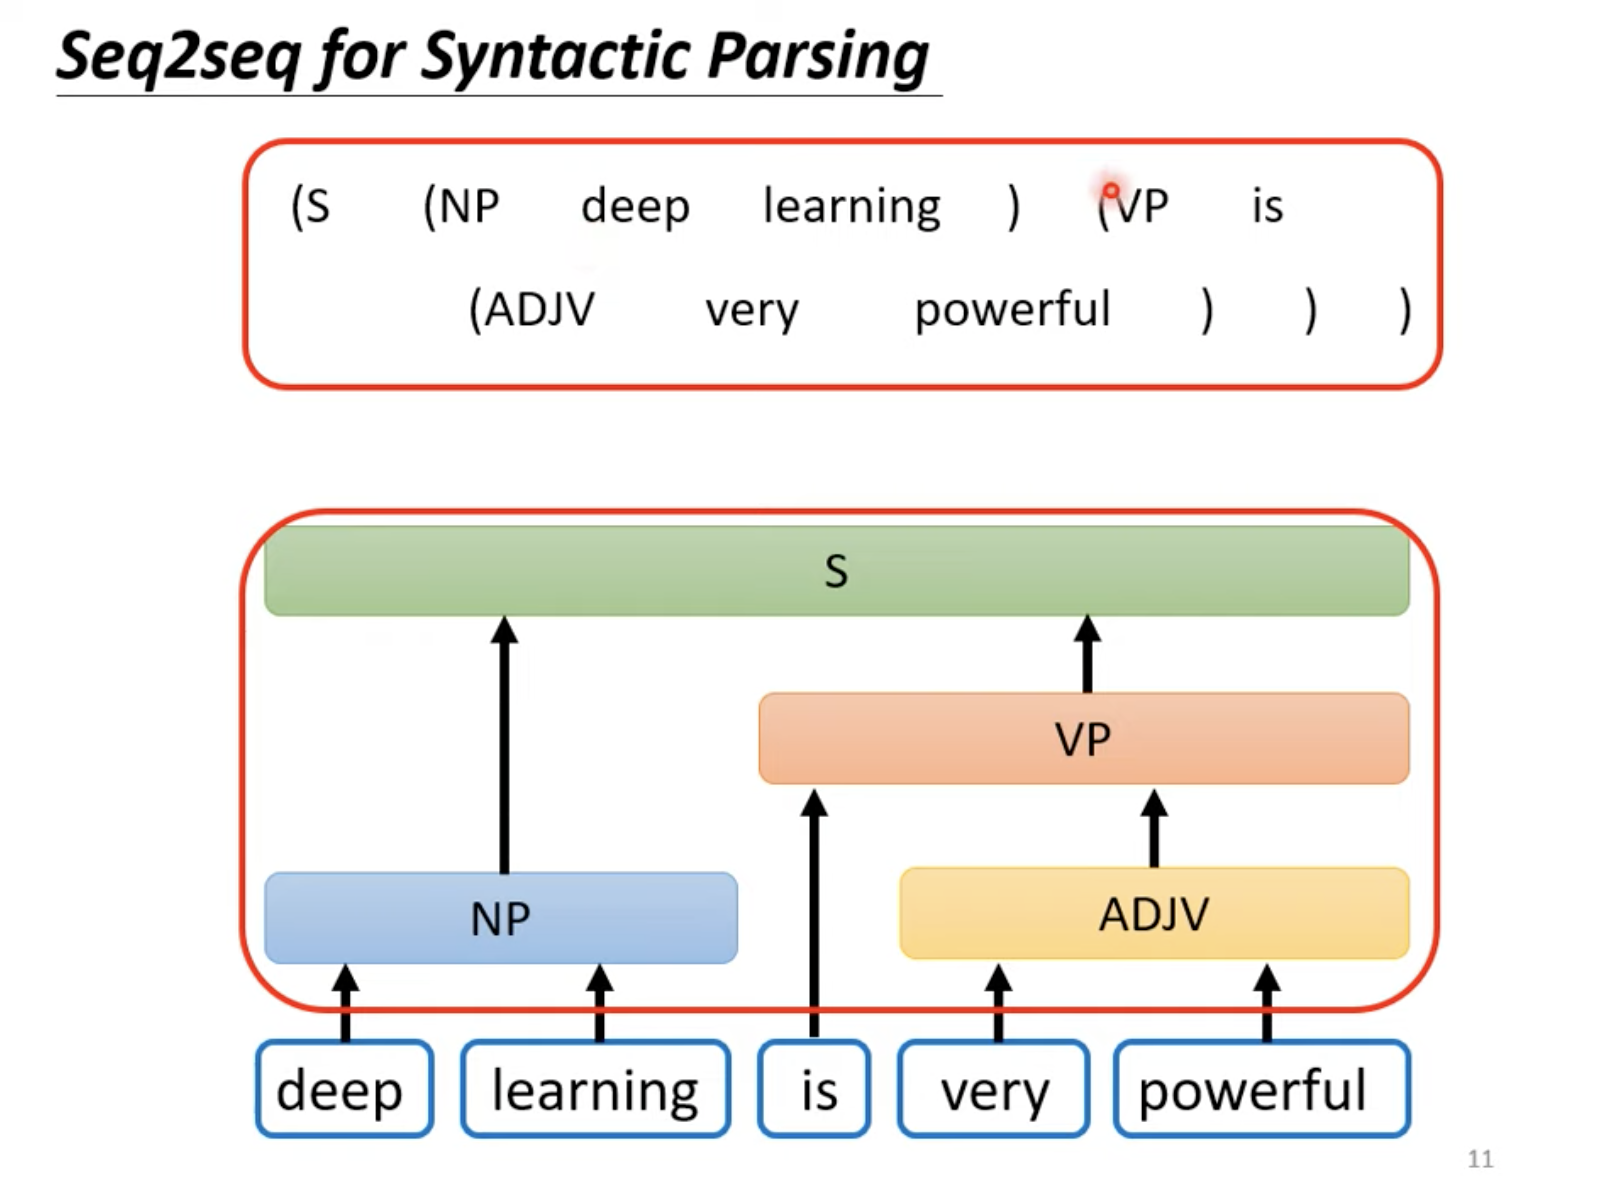 Seq2seq for Syntactic Parsing
(S (NP deep learning ) (VP is
(ADJV very powerful ) ) )
S
VP
NP ADJV
deep learning is very powerful
11